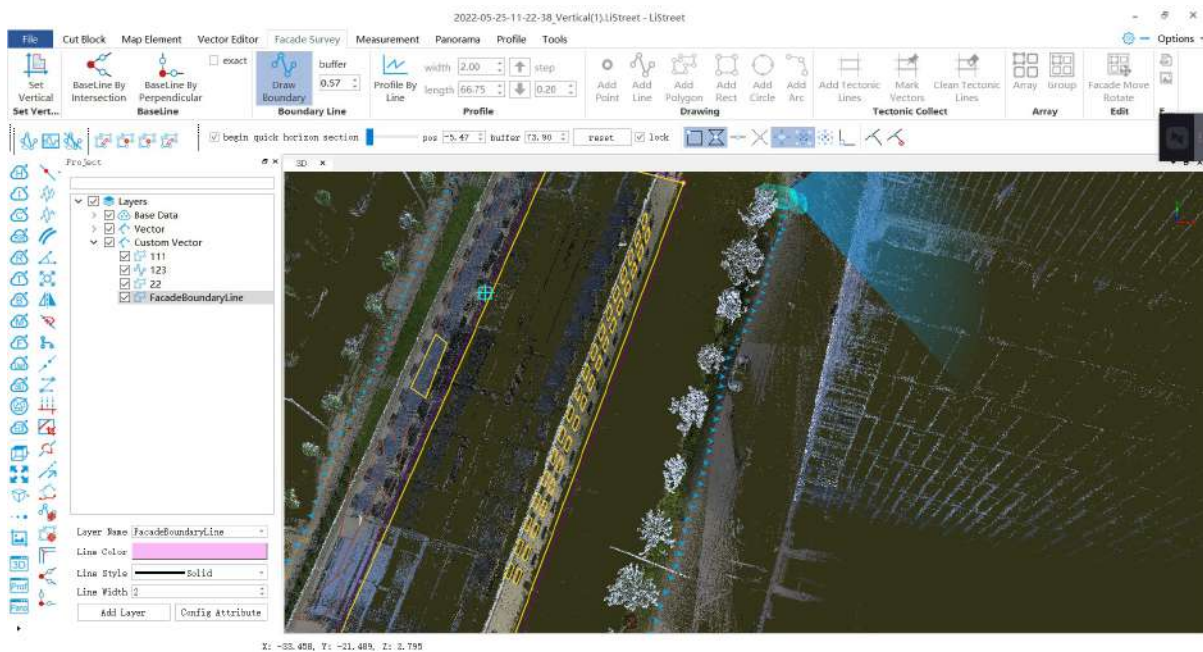 2022-05-25-11-22-38_Vertical(1).LiStreet - LiStreet
File Cut Block Map Element Vector Editor Facade Survey Measurement Panorama Profile Tools Options
Set Vertical
BaseLine By Intersection
BaseLine By Perpendicular
exact
Draw Boundary
buffer
0.57
Profile By Line
width 2.00 step
length 66.75 0.20
Add Point
Add Line
Add Polygon
Add Rect
Add Circle
Add Arc
Add Tectonic Lines
Mark Vectors
Clean Tectonic Lines
Array Group
Facade Move Rotate
Set Vert... BaseLine Boundary Line Profile Drawing Tectonic Collect Array Edit
begin quick horizon section pos -5.47 buffer 73.90 reset lock
Project
3D
Layers
Base Data
Vector
Custom Vector
111
123
22
FacadeBoundaryLine
Layer Name FacadeBoundaryLine
Line Color
Line Style Solid
Line Width 2
Add Layer Config Attribute
3D
Prof
Pano
X: -33.458, Y: -21.489, Z: 2.795